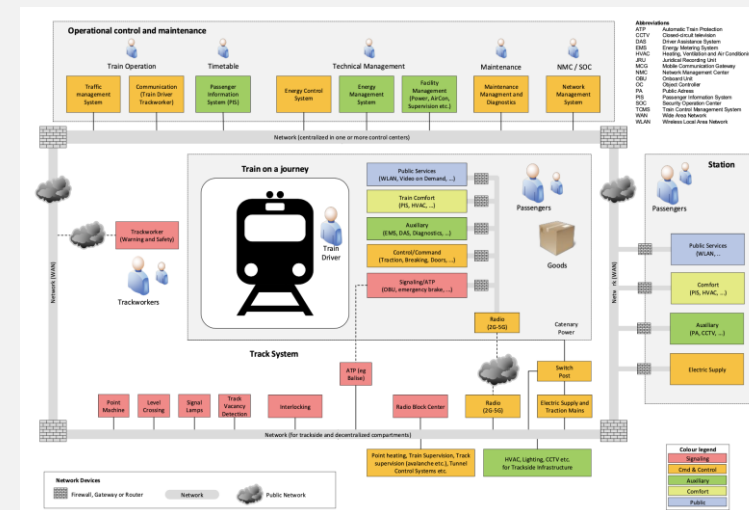 Operational control and maintenance
Train Operation
Timetable
Technical Management
Maintenance
NMC / SOC
Traffic
management
System
Communication
(Train Driver
Trackworker)
Passenger
Information
System (PIS)
Energy Control
System
Energy
Management
System
Facility
Management
(Power, AirCon,
Supervision etc.)
Maintenance
Managment and
Diagnostics
Network
Management
System
Network (centralized in one or more control centers)
Abbreviations
ATP Automatic Train Protection
CCTV Closed-circuit television
DAS Driver Assistance System
EMS Energy Metering System
HVAC Heating, Ventilation and Air Conditionin
JRU Juridical Recording Unit
MCG Mobile Communication Gateway
NMC Network Management Center
OBU Onboard Unit
OC Object Controller
PA Public Adress
PIS Passenger Information System
SOC Security Operation Center
TCMS Train Control Management System
WAN Wide Area Network
WLAN Wireless Local Area Network
Network (WAN)
Trackworker
(Warning and Safety)
Trackworkers
Train on a journey
Train
Driver
Public Services
(WLAN, Video on Demand, ...)
Train Comfort
(PIS, HVAC, ...)
Auxiliary
(EMS, DAS, Diagnostics, ...)
Control/Command
(Traction, Breaking, Doors, ...)
Signaling/ATP
(OBU, emergency brake, ...)
Radio
(2G-5G)
Passengers
Goods
Catenary
Power
Netw rk (WAN)
Station
Passengers
Public Services
(WLAN, ..
Comfort
(PIS, HVAC, ...)
Auxiliary
(PA, CCTV, ...)
Electric Supply
Track System
ATP (eg
Balise)
Switch
Post
Point
Machine
Level
Crossing
Signal
Lamps
Track
Vacancy
Detection
Interlocking
Radio Block Center
Radio
(2G-5G)
Electric Supply and
Traction Mains
Network (for trackside and decentralized compartments)
Point heating, Train Supervision, Track
supervision (avalanche etc.), Tunnel
Control Systems etc.
HVAC, Lighting, CCTV etc.
for Trackside Infrastructure
Network Devices
Firewall, Gateway or Router
Network
Public Network
Colour legend
Signaling
Cmd & Control
Auxiliary
Comfort
Public